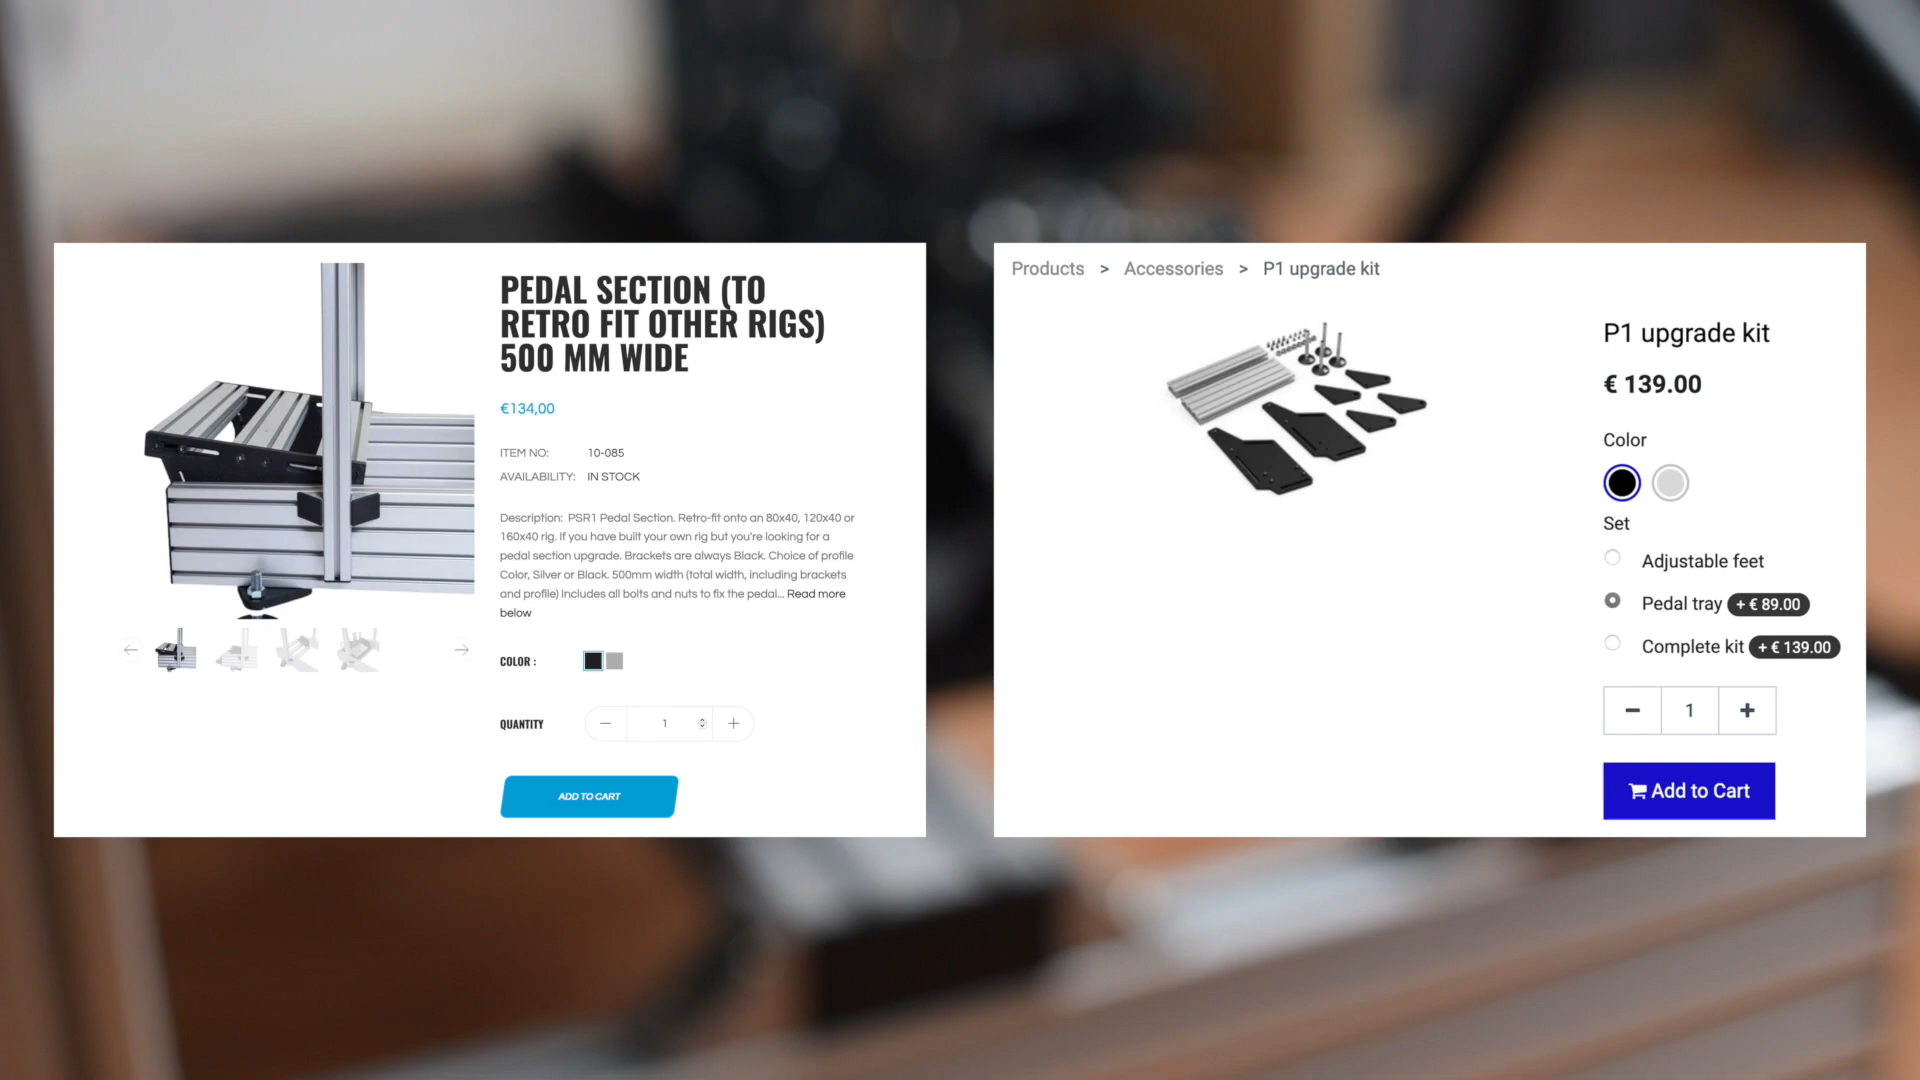 PEDAL SECTION (TO
RETRO FIT OTHER RIGS)
500 MM WIDE
€134,00
ITEM NO: 10-085
AVAILABILITY: IN STOCK
Description: PSR1 Pedal Section. Retro-fit onto an 80x40, 120x40 or
160x40 rig. If you have built your own rig but you're looking for a
pedal section upgrade. Brackets are always Black. Choice of profile
Color, Silver or Black. 500mm width (total width, including brackets
and profile) Includes all bolts and nuts to fix the pedal... Read more
below
COLOR :
QUANTITY 1
ADD TO CART
Products > Accessories > P1 upgrade kit
P1 upgrade kit
€ 139.00
Color
Set
Adjustable feet
Pedal tray + € 89.00
Complete kit + € 139.00
1
Add to Cart